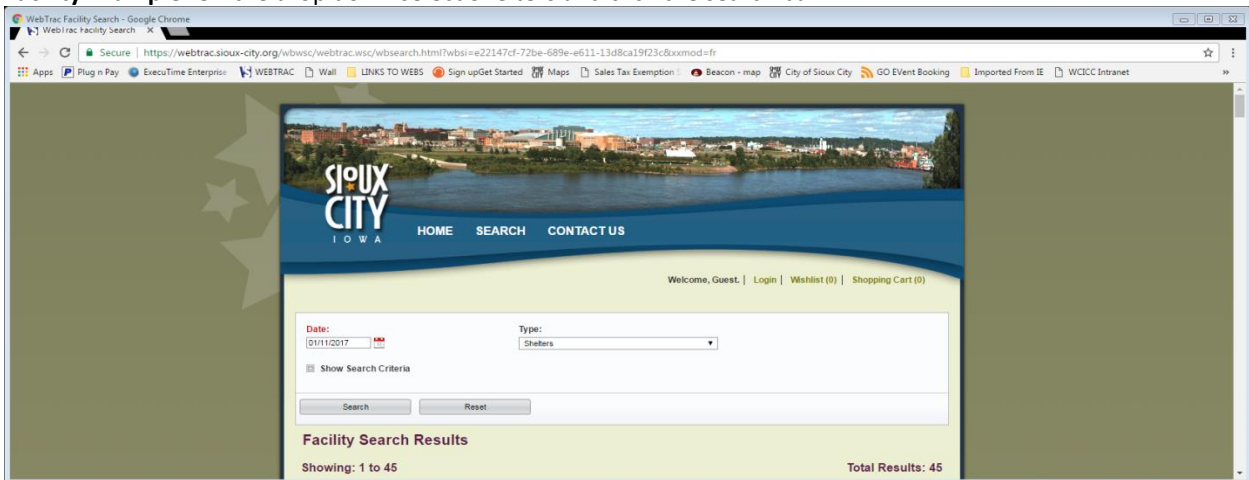 WebTrac Facility Search - Google Chrome
WebTrac Facility Search
Secure | https://webtrac.sioux-city.org/wbwsc/webtrac.wsc/wbsearch.html?wbsi=e22147cf-72be-689e-e611-13d8ca19f23c&xxmod=fr
Apps Plug n Pay ExecuTime Enterprise WEBTRAC Wall LINKS TO WEBS Sign upGet Started Maps Sales Tax Exemption Beacon - map City of Sioux City GO EVent Booking Imported From IE WCICC Intranet »
SIOUX
CITY
IOWA
HOME SEARCH CONTACT US
Welcome, Guest. | Login | Wishlist (0) | Shopping Cart (0)
Date: Type:
01/11/2017 Shelters
Show Search Criteria
Search Reset
Facility Search Results
Showing: 1 to 45 Total Results: 45